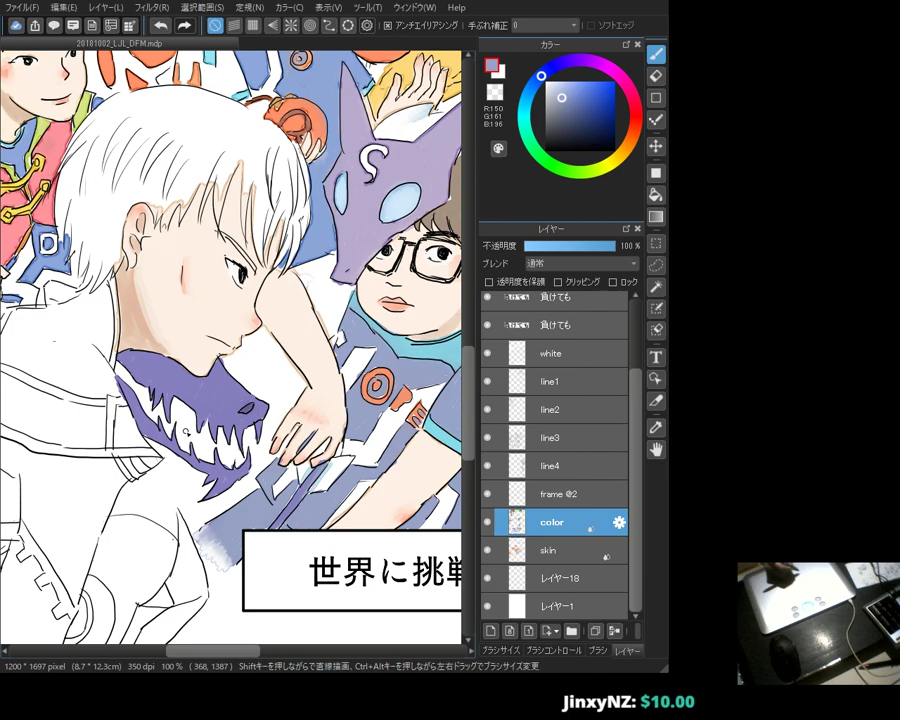 ファイル(F) 編集(E) レイヤー(L) フィルタ(R) 選択範囲(S) 定規(N) カラー(C) 表示(V) ツール(T) ウィンドウ(W) Help
アンチエイリアシング 手ぶれ補正 0 ソフトエッジ
20181002_LJL_DFM.mdp
カラー
R:150
G:161
B:196
レイヤー
不透明度 100 %
ブレンド 通常
透明度を保護 クリッピング ロック
負けても
負けても
white
line1
line2
line3
line4
frame @2
color
skin
レイヤー18
レイヤー1
世界に挑戦
ブラシサイズ ブラシコントロール ブラシ レイヤー
1200 * 1697 pixel (8.7 * 12.3cm) 350 dpi 100 % ( 368, 1387 ) Shiftキーを押しながらで直線描画、Ctrl+Altキーを押しながら左右ドラッグでブラシサイズ変更
JinxyNZ: $10.00